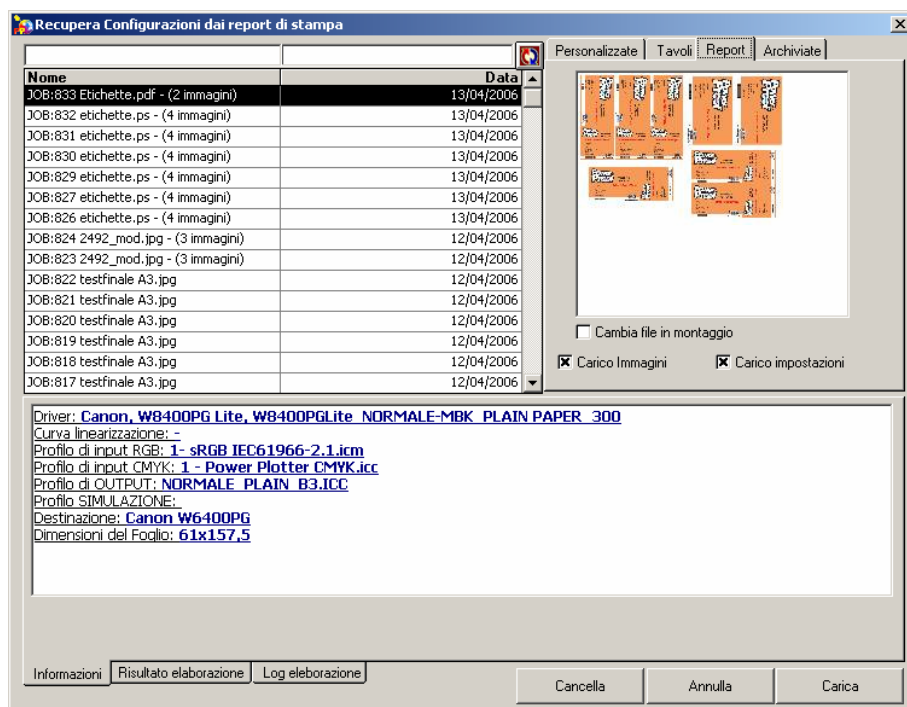 Recupera Configurazioni dai report di stampa
Personalizzate Tavoli Report Archiviate
Nome Data
JOB:833 Etichette.pdf - (2 immagini) 13/04/2006
JOB:832 etichette.ps - (4 immagini) 13/04/2006
JOB:831 etichette.ps - (4 immagini) 13/04/2006
JOB:830 etichette.ps - (4 immagini) 13/04/2006
JOB:829 etichette.ps - (4 immagini) 13/04/2006
JOB:827 etichette.ps - (4 immagini) 13/04/2006
JOB:826 etichette.ps - (4 immagini) 13/04/2006
JOB:824 2492_mod.jpg - (3 immagini) 12/04/2006
JOB:823 2492_mod.jpg - (3 immagini) 12/04/2006
JOB:822 testfinale A3.jpg 12/04/2006
JOB:821 testfinale A3.jpg 12/04/2006
JOB:820 testfinale A3.jpg 12/04/2006
JOB:819 testfinale A3.jpg 12/04/2006
JOB:818 testfinale A3.jpg 12/04/2006
JOB:817 testfinale A3.jpg 12/04/2006
Cambia file in montaggio
Carico Immagini Carico impostazioni
Driver: Canon, W8400PG Lite, W8400PGLite_NORMALE-MBK_PLAIN PAPER_300
Curva linearizzazione: -
Profilo di input RGB: 1- sRGB IEC61966-2.1.icm
Profilo di input CMYK: 1 - Power Plotter CMYK.icc
Profilo di OUTPUT: NORMALE_PLAIN_B3.ICC
Profilo SIMULAZIONE:
Destinazione: Canon W6400PG
Dimensioni del Foglio: 61x157,5
Informazioni Risultato elaborazione Log eleborazione
Cancella Annulla Carica